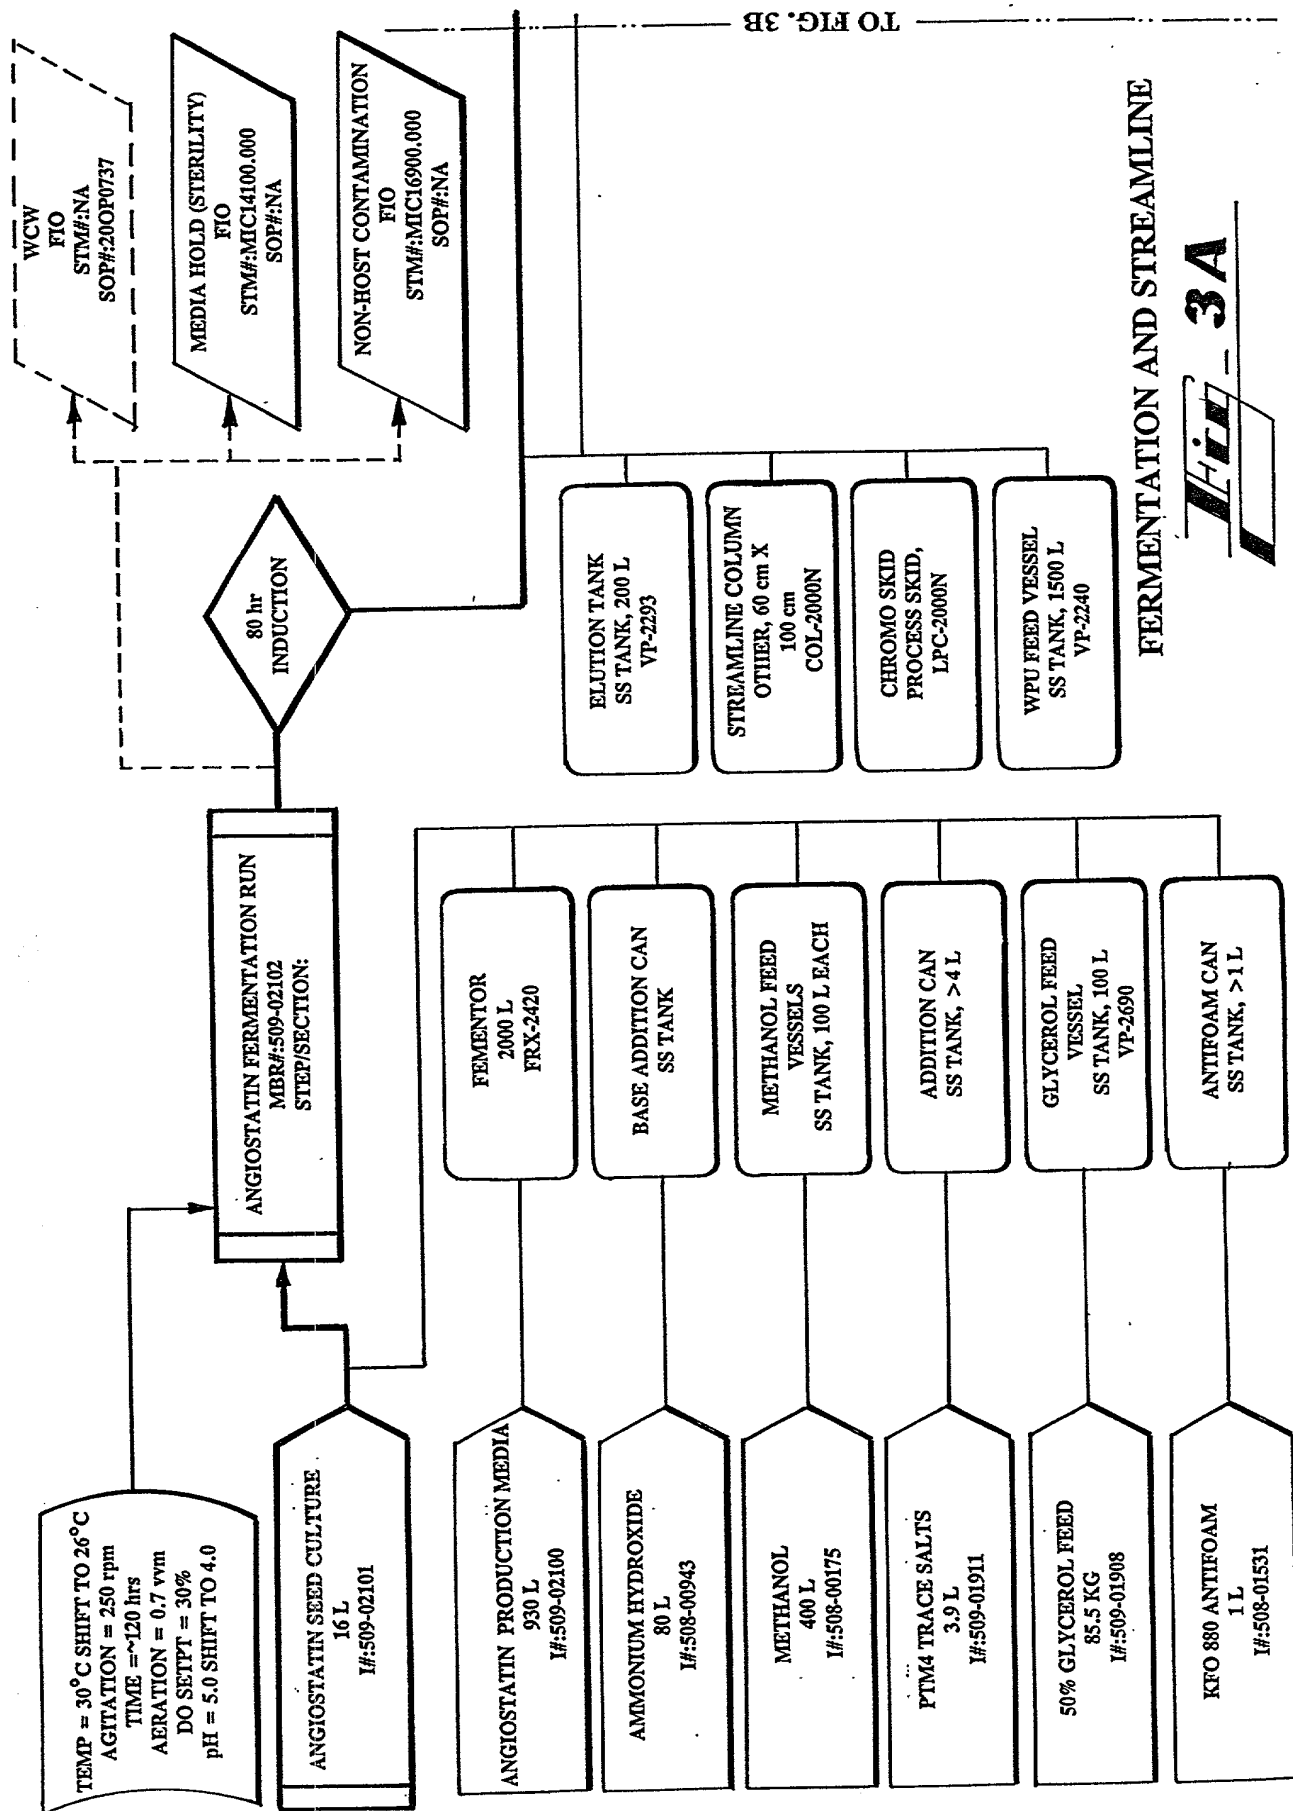 TEMP = 30°C SHIFT TO 26°C
AGITATION = 250 rpm
TIME =~120 hrs
AERATION = 0.7 vvm
DO SETPT = 30%
pH = 5.0 SHIFT TO 4.0
ANGIOSTATIN SEED CULTURE
16 L
I#:509-02101
ANGIOSTATIN PRODUCTION MEDIA
930 L
I#:509-02100
AMMONIUM HYDROXIDE
80 L
I#:508-00943
METHANOL
400 L
I#:508-00175
PTM4 TRACE SALTS
3.9 L
I#:509-01911
50% GLYCEROL FEED
85.5 KG
I#:509-01908
KFO 880 ANTIFOAM
1 L
I#:508-01531
ANGIOSTATIN FERMENTATION RUN
MBR#:509-02102
STEP/SECTION:
FEMENTOR
2000 L
FRX-2420
BASE ADDITION CAN
SS TANK
METHANOL FEED
VESSELS
SS TANK, 100 L EACH
ADDITION CAN
SS TANK, >4 L
GLYCEROL FEED
VESSEL
SS TANK, 100 L
VP-2690
ANTIFOAM CAN
SS TANK, >1 L
80 hr
INDUCTION
ELUTION TANK
SS TANK, 200 L
VP-2293
STREAMLINE COLUMN
OTIIER, 60 cm X
100 cm
COL-2000N
CHROMO SKID
PROCESS SKID,
LPC-2000N
WPU FEED VESSEL
SS TANK, 1500 L
VP-2240
WCW
FIO
STM#:NA
SOP#:20OP0737
MEDIA HOLD (STERILITY)
FIO
STM#:MIC14100.000
SOP#:NA
NON-HOST CONTAMINATION
FIO
STM#:MIC16900.000
SOP#:NA
TO FIG. 3B
FERMENTATION AND STREAMLINE
Fig_3A